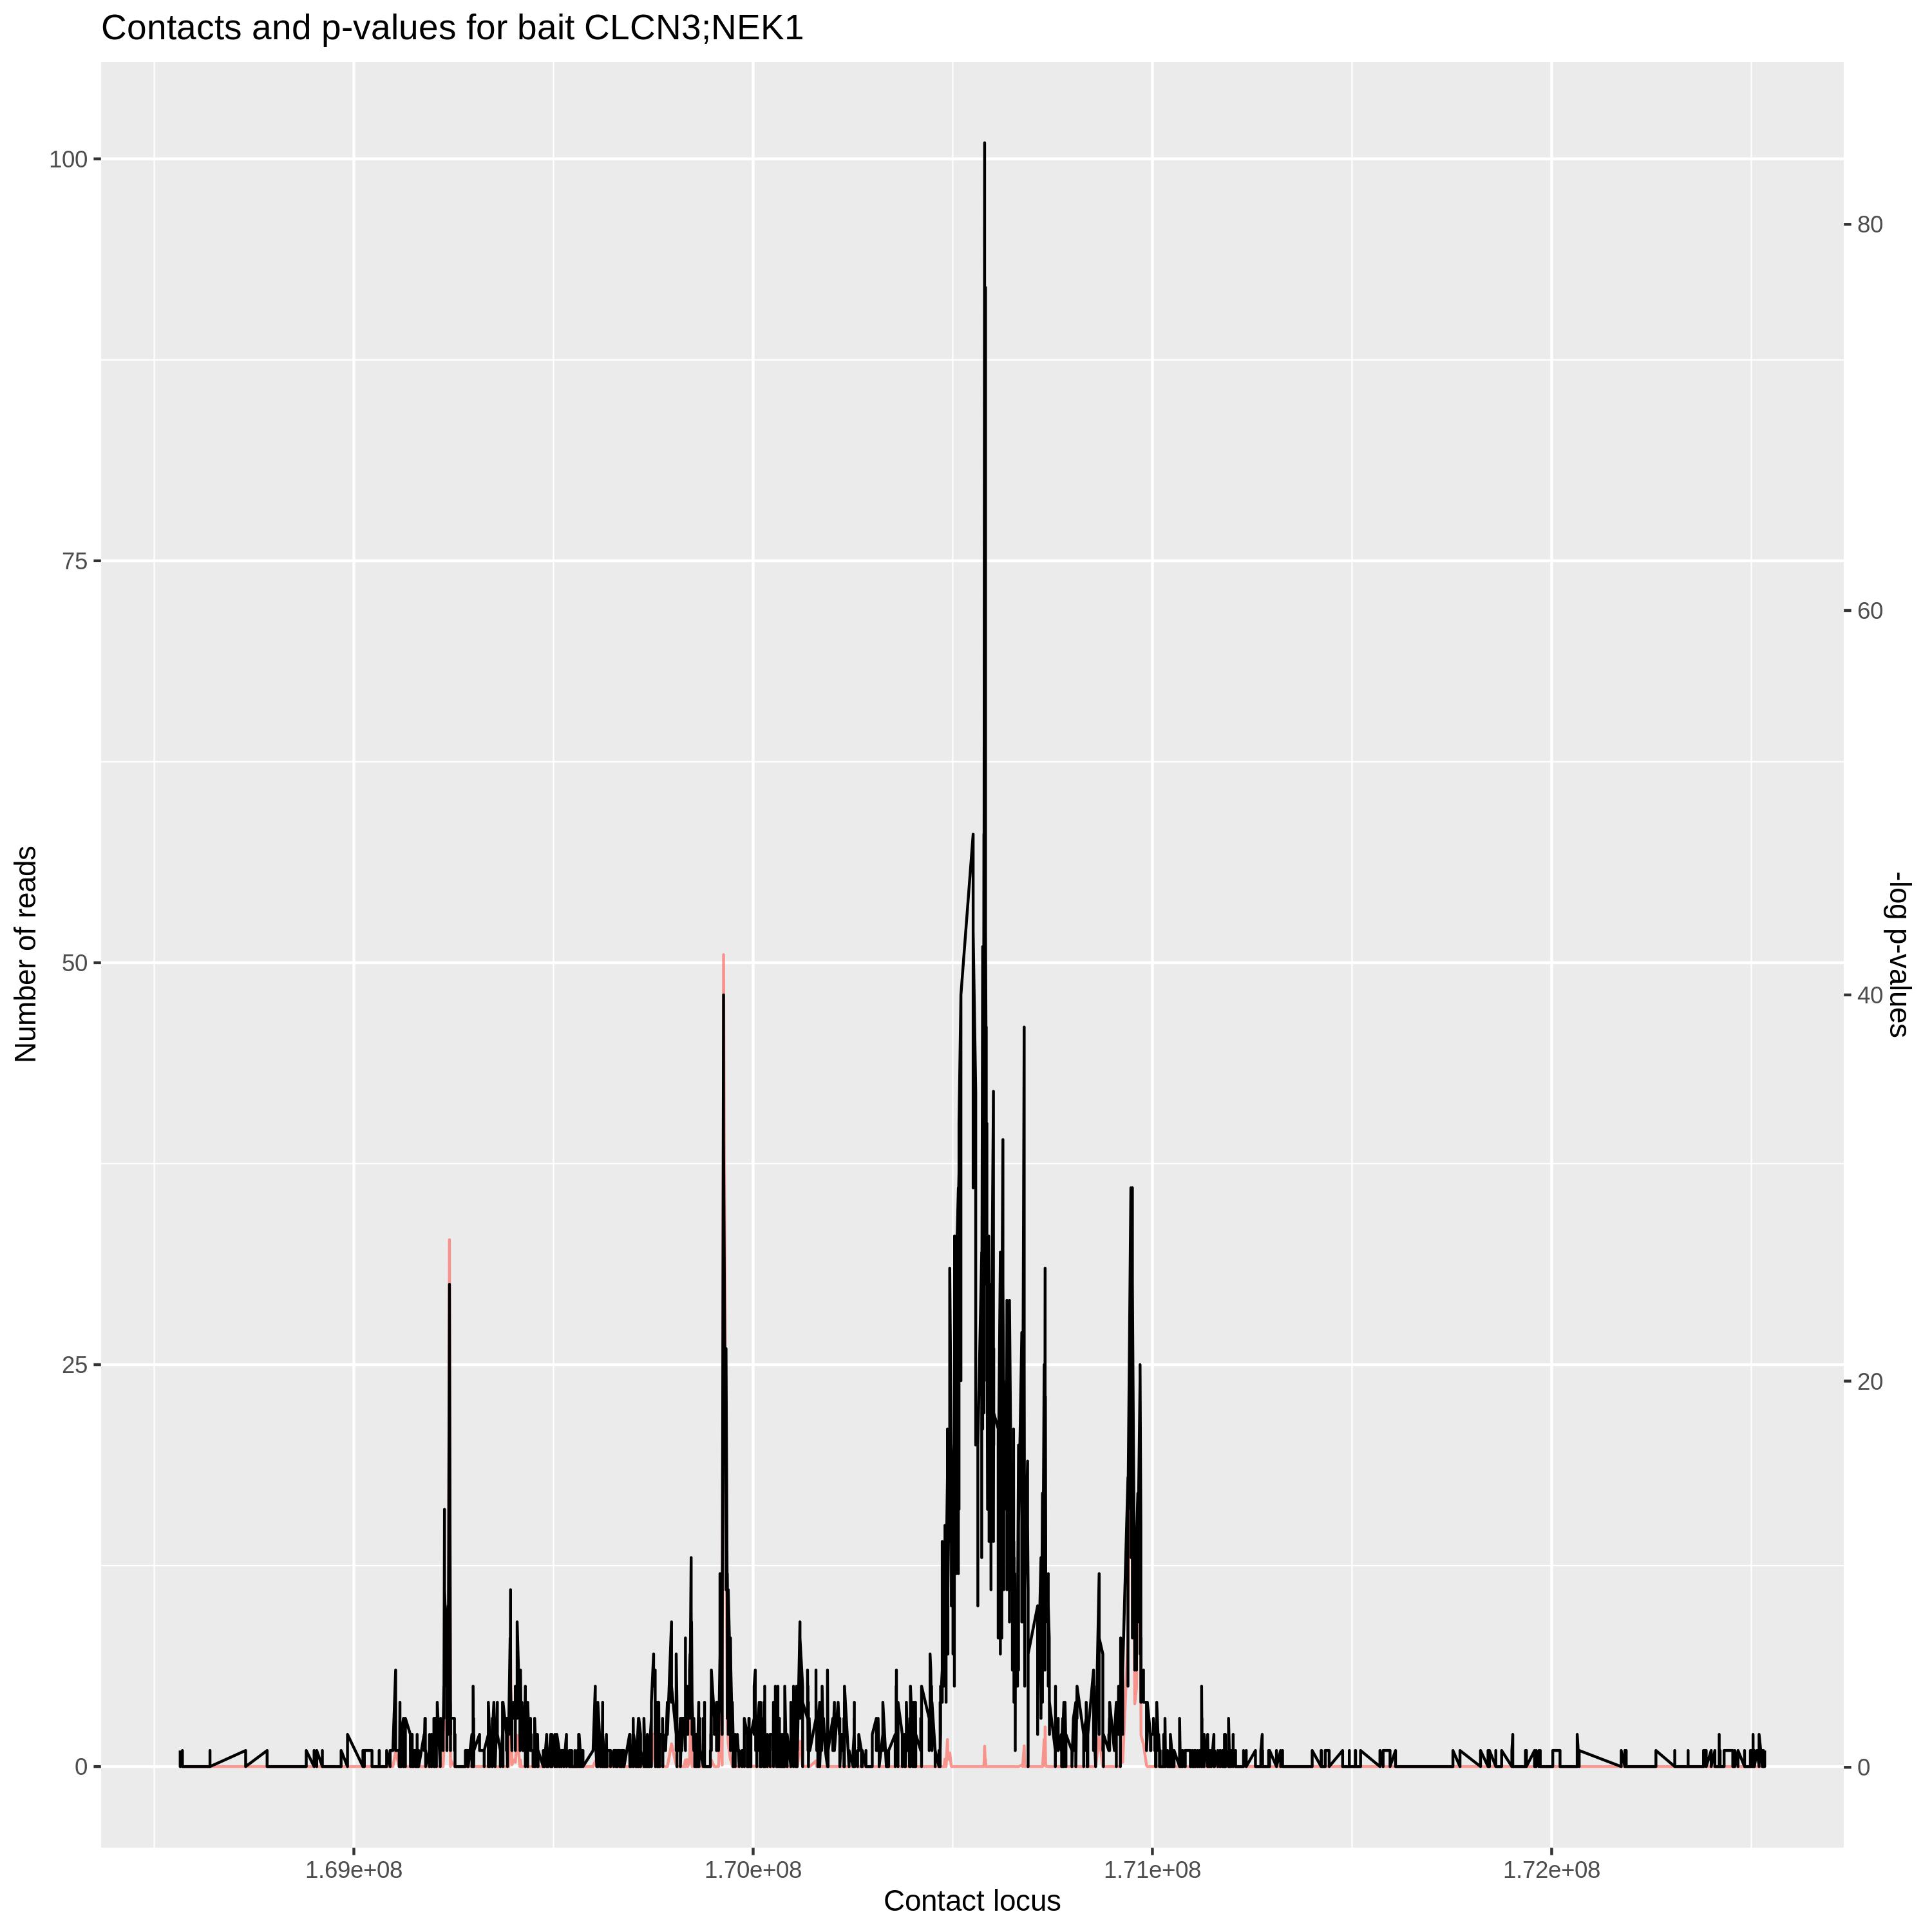 Contacts and p-values for bait CLCN3;NEK1
100
75
50
25
0
Number of reads
80
60
40
20
0
-log p-values
1.69e+08
1.70e+08
1.71e+08
1.72e+08
Contact locus